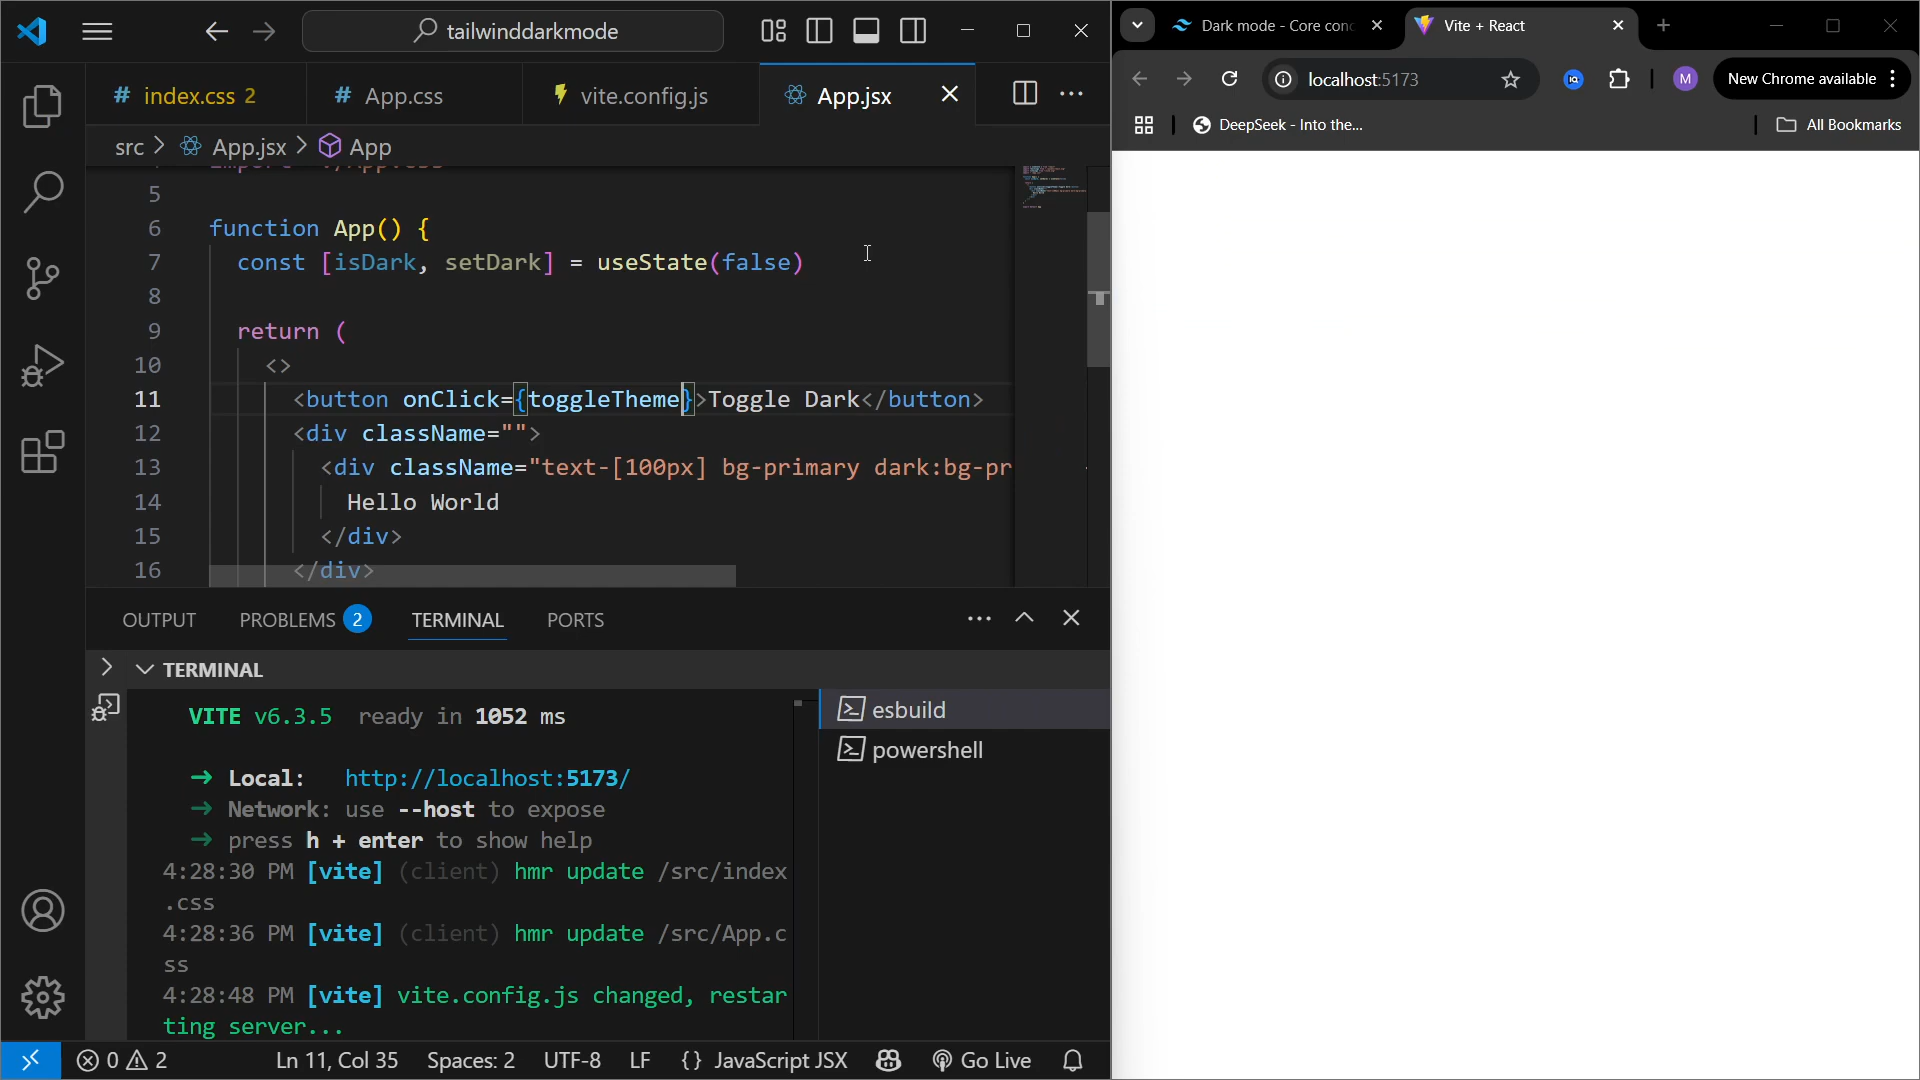 tailwinddarkmode
# index.css 2
# App.css
vite.config.js
App.jsx
src > App.jsx > App
5
6 function App() {
7 const [isDark, setDark] = useState(false)
8
9 return (
10 <>
11 <button onClick={toggleTheme}>Toggle Dark</button>
12 <div className="">
13 <div className="text-[100px] bg-primary dark:bg-pr
14 Hello World
15 </div>
16 </div>
OUTPUT PROBLEMS 2 TERMINAL PORTS
TERMINAL
VITE v6.3.5 ready in 1052 ms
➜ Local: http://localhost:5173/
➜ Network: use --host to expose
➜ press h + enter to show help
4:28:30 PM [vite] (client) hmr update /src/index
.css
4:28:36 PM [vite] (client) hmr update /src/App.c
ss
4:28:48 PM [vite] vite.config.js changed, restar
ting server...
esbuild
powershell
0 2 Ln 11, Col 35 Spaces: 2 UTF-8 LF {} JavaScript JSX Go Live
Dark mode - Core conc
Vite + React
localhost:5173
M
New Chrome available
DeepSeek - Into the...
All Bookmarks